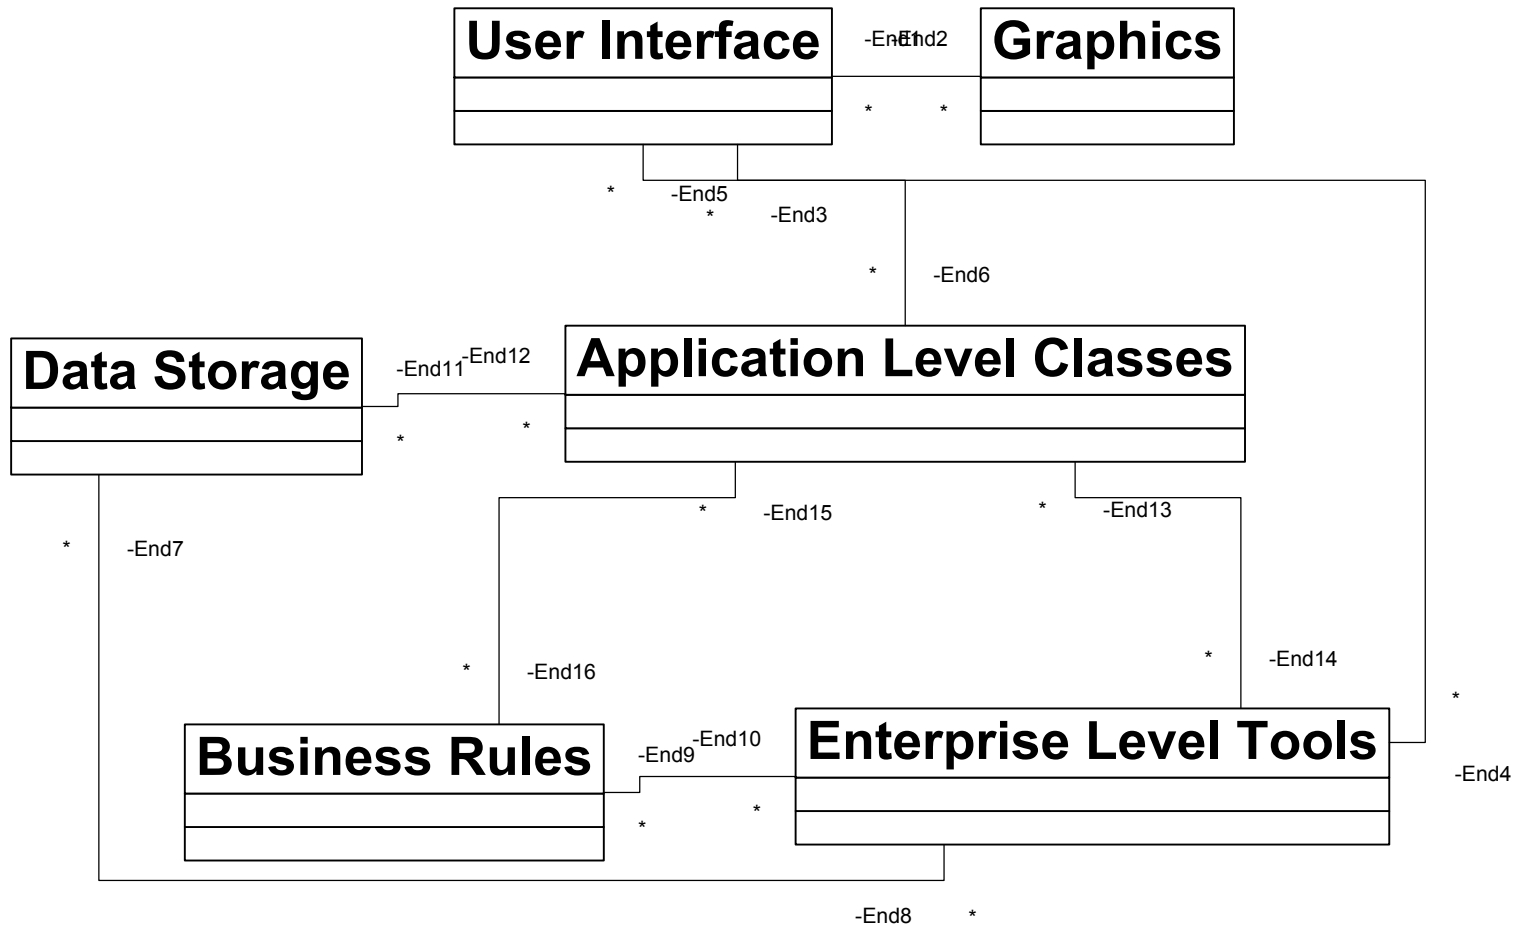 User Interface
-End1
-End2
Graphics
*
*
*
-End5
*
-End3
*
-End6
Data Storage
-End11
-End12
Application Level Classes
*
*
*
-End15
*
-End13
*
-End7
*
-End16
*
-End14
*
Business Rules
-End9
-End10
Enterprise Level Tools
-End4
*
*
-End8
*